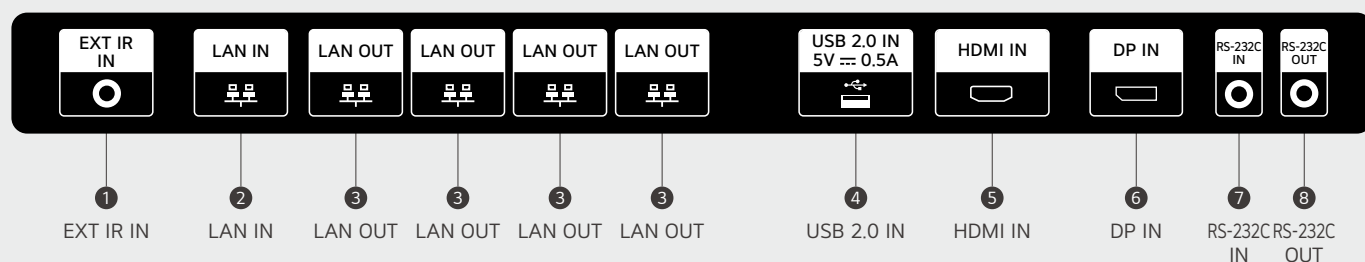 EXT IR
IN
LAN IN
LAN OUT
LAN OUT
LAN OUT
LAN OUT
USB 2.0 IN
5V ⎓ 0.5A
HDMI IN
DP IN
RS-232C
IN
RS-232C
OUT
1
EXT IR IN
2
LAN IN
3
LAN OUT
3
LAN OUT
3
LAN OUT
3
LAN OUT
4
USB 2.0 IN
5
HDMI IN
6
DP IN
7
RS-232C
IN
8
RS-232C
OUT